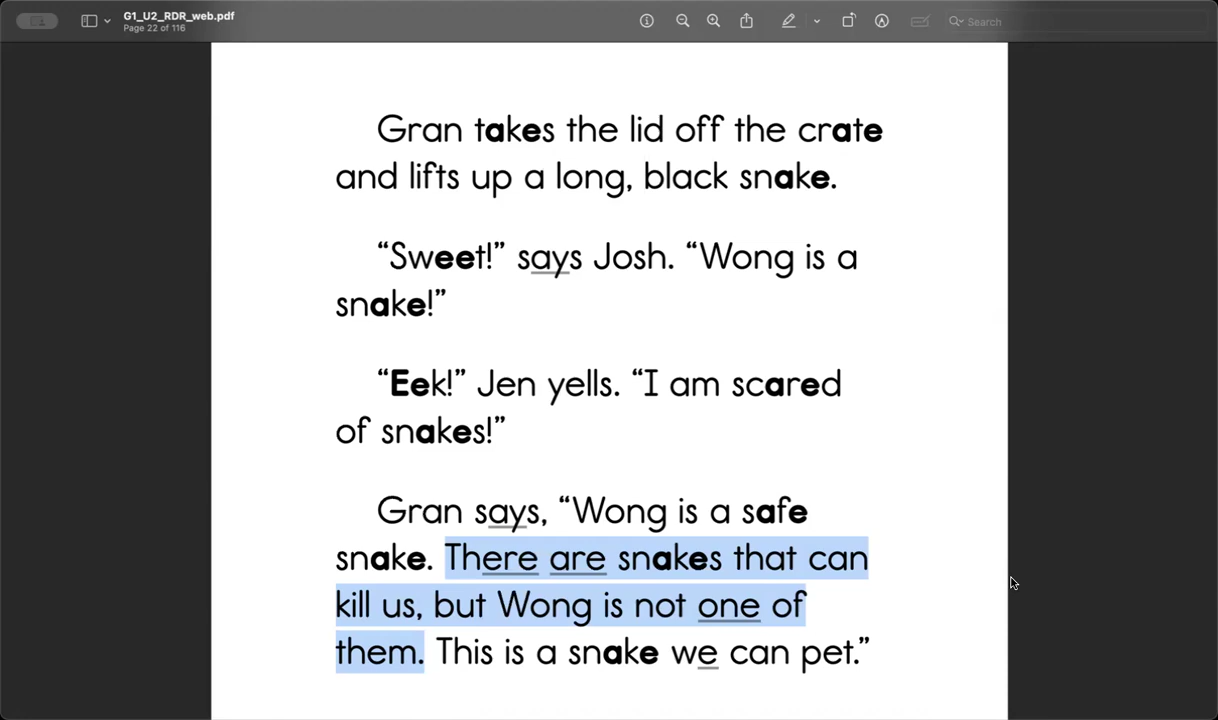 G1_U2_RDR_web.pdf
Page 22 of 116
Search
Gran takes the lid off the crate
and lifts up a long, black snake.
“Sweet!” says Josh. “Wong is a
snake!”
“Eek!” Jen yells. “I am scared
of snakes!”
Gran says, “Wong is a safe
snake. There are snakes that can
kill us, but Wong is not one of
them. This is a snake we can pet.”